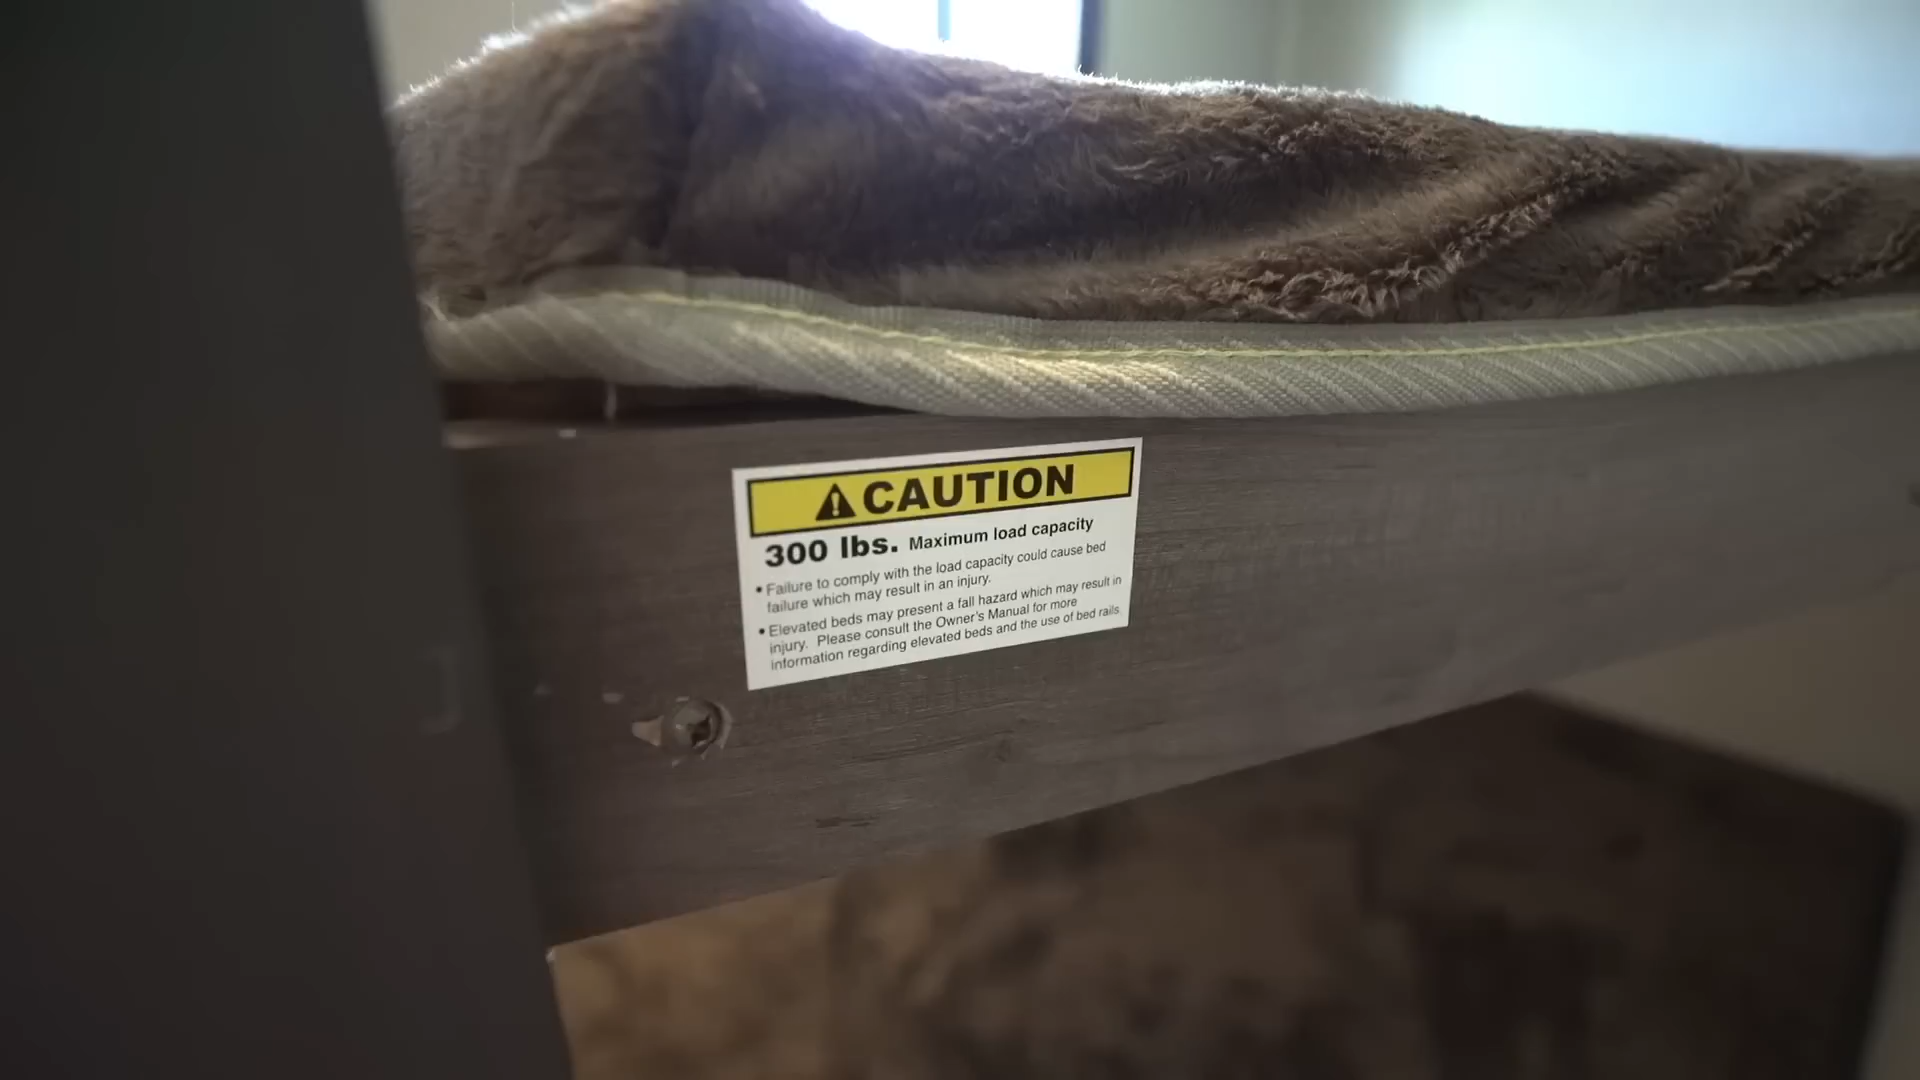 CAUTION
300 lbs. Maximum load capacity
• Failure to comply with the load capacity could cause bed
failure which may result in an injury.
• Elevated beds may present a fall hazard which may result in
injury. Please consult the Owner's Manual for more
information regarding elevated beds and the use of bed rails.